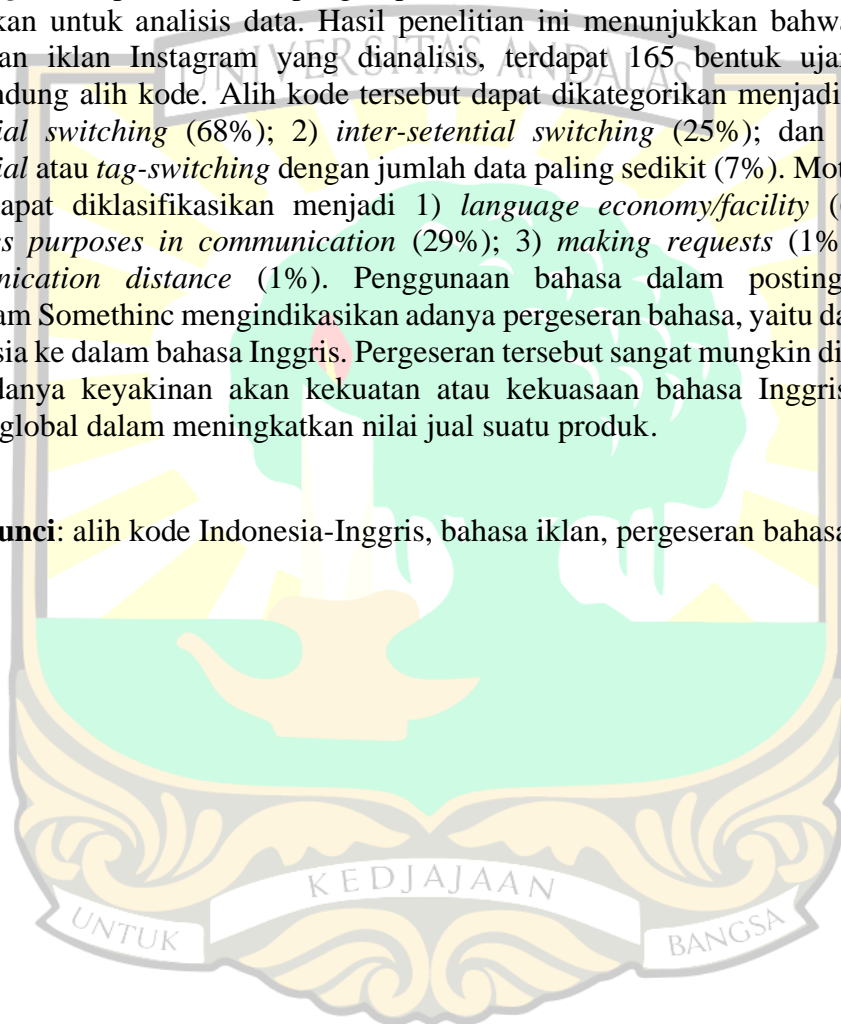 kan untuk analisis data. Hasil penelitian ini menunjukkan bahwa
an iklan Instagram yang dianalisis, terdapat 165 bentuk uja
ndung alih kode. Alih kode tersebut dapat dikategorikan menjadi
ial switching (68%); 2) inter-setential switching (25%); dan
ial atau tag-switching dengan jumlah data paling sedikit (7%). Mot
apat diklasifikasikan menjadi 1) language economy/facility (
s purposes in communication (29%); 3) making requests (1%
nication distance (1%). Penggunaan bahasa dalam posting
am Somethinc mengindikasikan adanya pergeseran bahasa, yaitu da
sia ke dalam bahasa Inggris. Pergeseran tersebut sangat mungkin di
danya keyakinan akan kekuatan atau kekuasaan bahasa Inggris
global dalam meningkatkan nilai jual suatu produk.
unci: alih kode Indonesia-Inggris, bahasa iklan, pergeseran bahasa
UNIVERSITAS ANDALAS
KEDJAJAAN
UNTUK
BANGSA